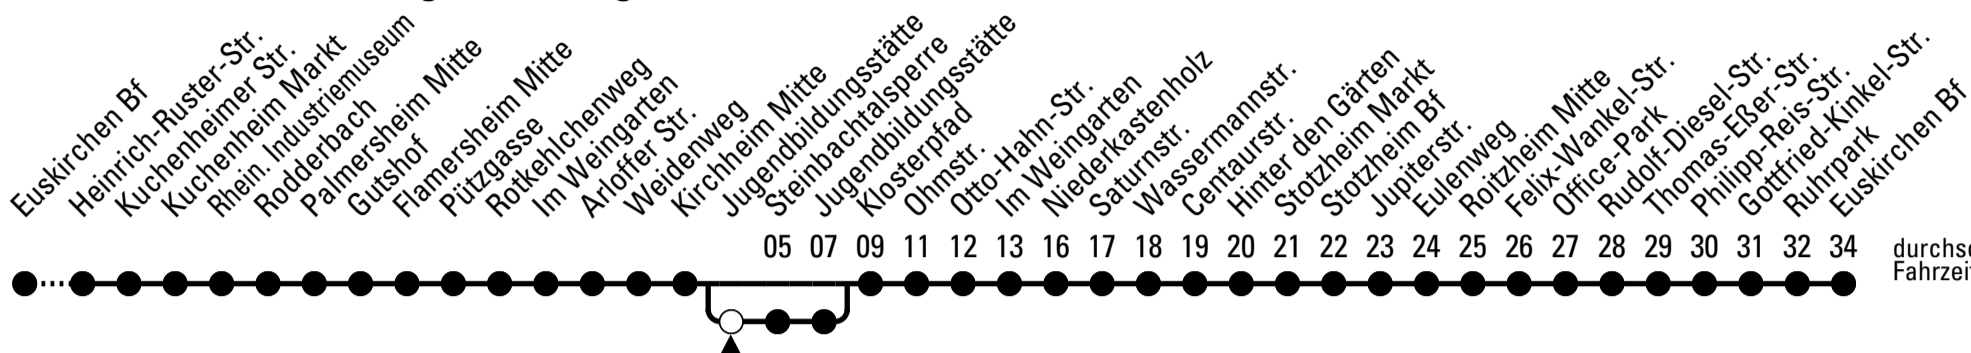 Euskirchen Bf
Heinrich-Ruster-Str.
Kuchenheimer Str.
Kuchenheim Markt
Rhein. Industriemuseum
Rodderbach
Palmersheim Mitte
Gutshof
Flamersheim Mitte
Pützgasse
Rotkehlchenweg
Im Weingarten
Arloffer Str.
Weidenweg
Kirchheim Mitte
Jugendbildungsstätte
Steinbachtalsperre
Jugendbildungsstätte
Klosterpfad
Ohmstr.
Otto-Hahn-Str.
Im Weingarten
Niederkastenholz
Saturnstr.
Wassermannstr.
Centaurstr.
Hinter den Gärten
Stotzheim Markt
Stotzheim Bf
Jupiterstr.
Eulenweg
Roitzheim Mitte
Felix-Wankel-Str.
Office-Park
Rudolf-Diesel-Str.
Thomas-Eßer-Str.
Philipp-Reis-Str.
Gottfried-Kinkel-Str.
Ruhrpark
Euskirchen Bf
05 07 09 11 12 13 16 17 18 19 20 21 22 23 24 25 26 27 28 29 30 31 32 34